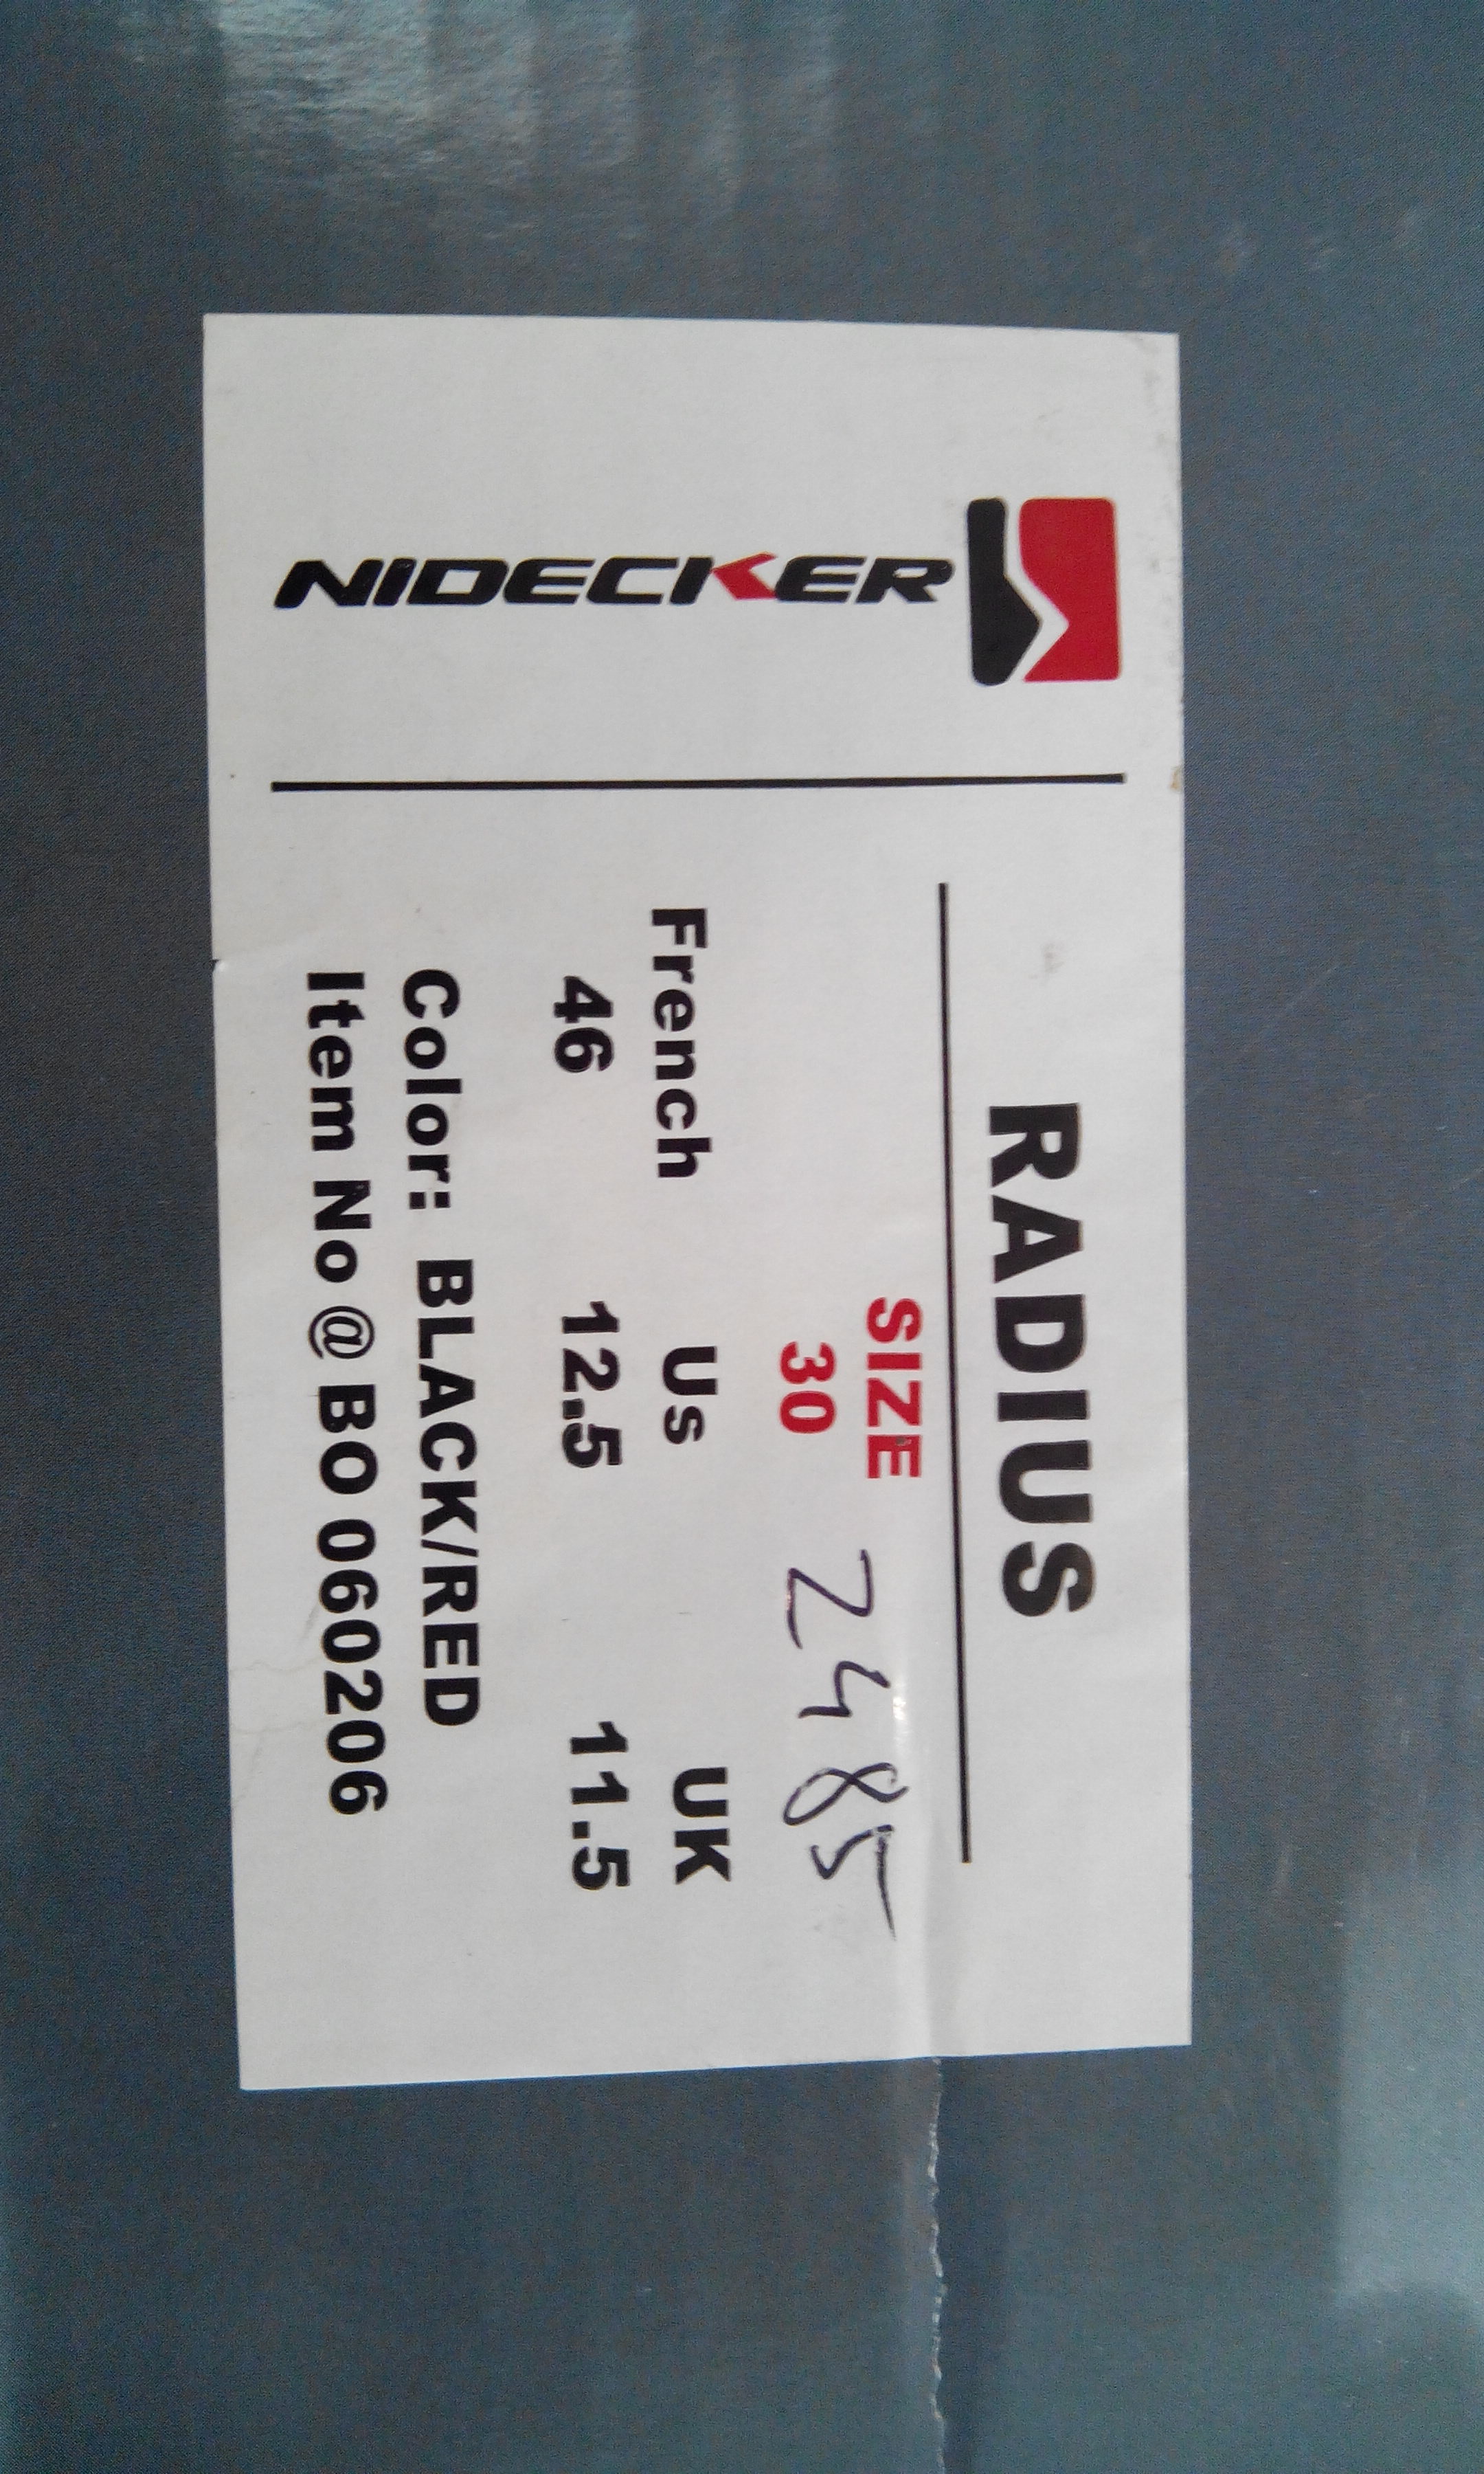 NIDECKER
RADIUS
SIZE
30 2485
French Us UK
46 12.5 11.5
Color: BLACK/RED
Item No @ BO 060206